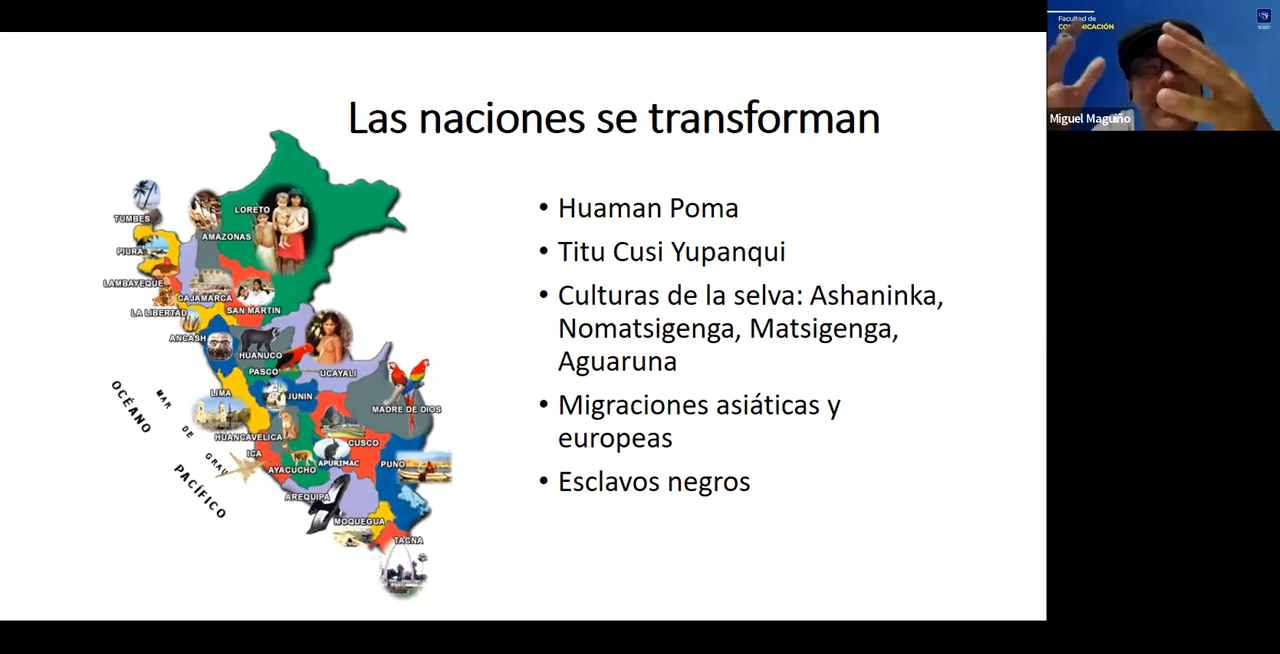 Las naciones se transforman
• Huaman Poma
• Titu Cusi Yupanqui
• Culturas de la selva: Ashaninka,
Nomatsigenga, Matsigenga,
Aguaruna
• Migraciones asiáticas y
europeas
• Esclavos negros
TUMBES
PIURA
LAMBAYEQUE
LA LIBERTAD
CAJAMARCA
AMAZONAS
LORETO
SAN MARTIN
ANCASH
HUANUCO
PASCO
UCAYALI
LIMA
JUNIN
MADRE DE DIOS
HUANCAVELICA
ICA
CUSCO
AYACUCHO
APURIMAC
PUNO
AREQUIPA
MOQUEGUA
TACNA
OCÉANO
PACÍFICO
MAR
DE
GRAU
Facultad de
COMUNICACIÓN
Miguel Maguiño